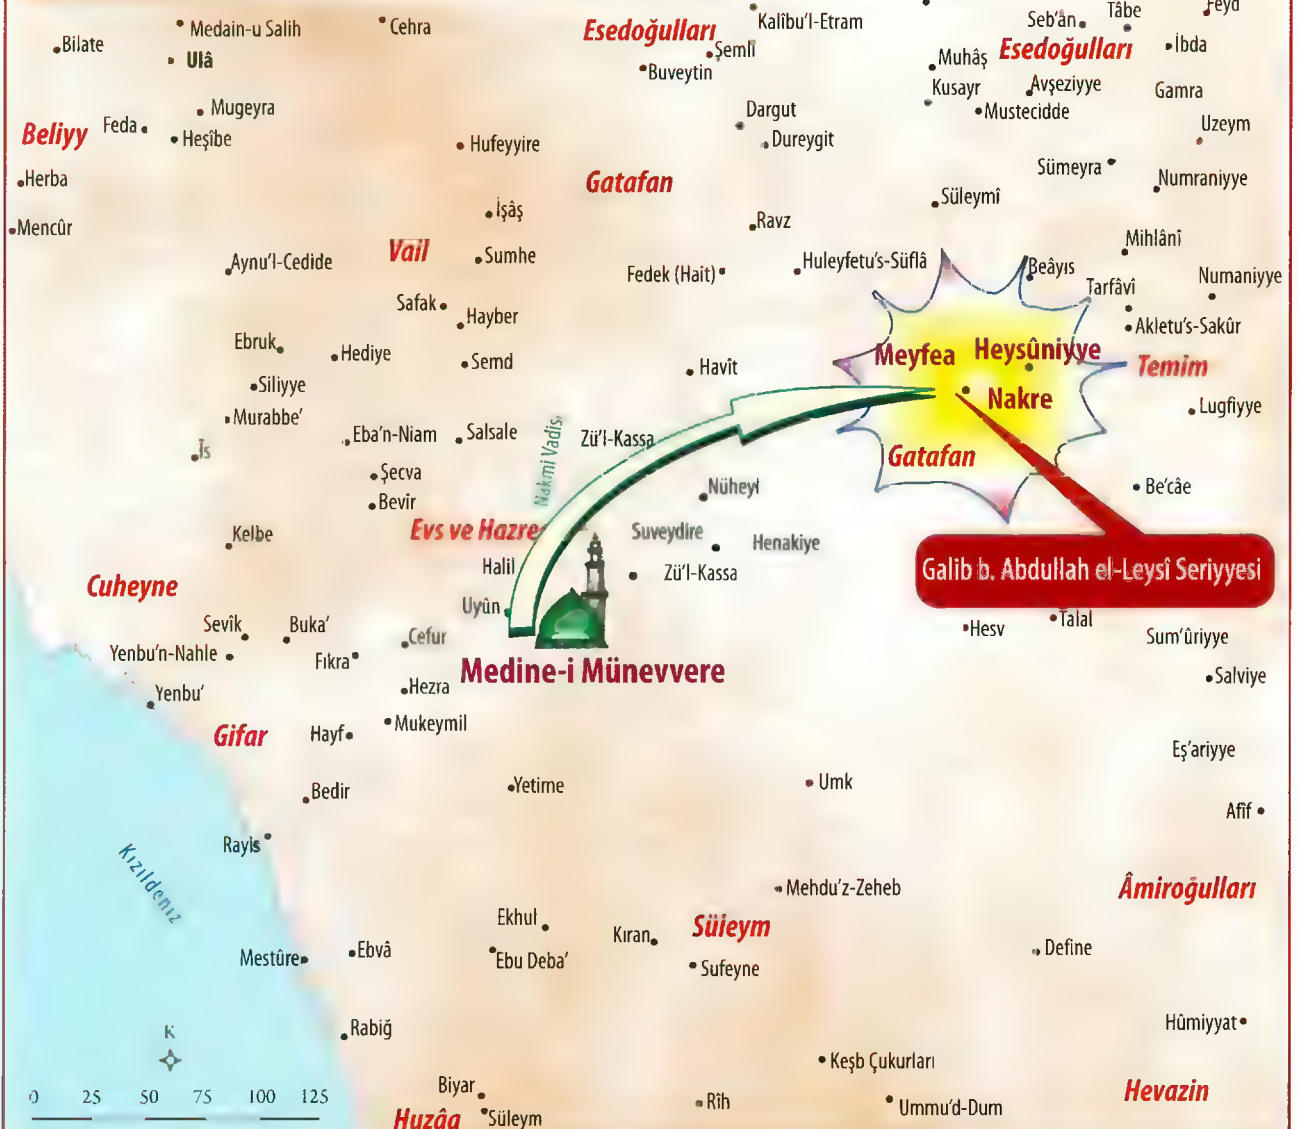 Medain-u Salih
Cehra
Esedoğulları
Kalîbu'l-Etram
Seb'ân
Tâbe
Feyd
Bilate
Ulâ
Şemlî
Buveytin
Muhâş
Esedoğulları
İbda
Kusayr
Avşeziyye
Gamra
Mugeyra
Dargut
Mustecidde
Beliyy
Feda
Heşîbe
Hufeyyire
Dureygit
Uzeym
Herba
Gatafan
Sümeyra
Numraniyye
Süleymî
Mencûr
İşâş
Ravz
Mihlânî
Vail
Aynu'l-Cedide
Sumhe
Fedek (Hait)
Huleyfetu's-Süflâ
Beâyıs
Tarfâvî
Numaniyye
Safak
Hayber
Akletu's-Sakûr
Ebruk
Hediye
Semd
Havît
Meyfea
Heysûniyye
Temim
Siliyye
Nakre
Lugfiyye
Murabbe'
Eba'n-Niam
Salsale
Nakmi Vadisi
Zü'l-Kassa
Îs
Gatafan
Şecva
Bevîr
Nüheyl
Be'câe
Kelbe
Evs ve Hazre
Suveydire
Henakiye
Halil
Zü'l-Kassa
Galib b. Abdullah el-Leysî Seriyyesi
Cuheyne
Uyûn
Sevîk
Buka'
Cefur
Hesv
Talal
Sum'ûriyye
Yenbu'n-Nahle
Fıkra
Medine-i Münevvere
Salviye
Yenbu'
Hezra
Gifar
Hayf
Mukeymil
Eş'ariyye
Bedir
Yetime
Umk
Afîf
Rayîs
Kızıldeniz
Mehdu'z-Zeheb
Âmiroğulları
Ekhul
Kıran
Süleym
Mestûre
Ebvâ
Ebu Deba'
Sufeyne
Define
Rabiğ
Hûmiyyat
K
Keşb Çukurları
0 25 50 75 100 125
Biyar
Hevazin
Huzâa
Süleym
Rîh
Ummu'd-Dum